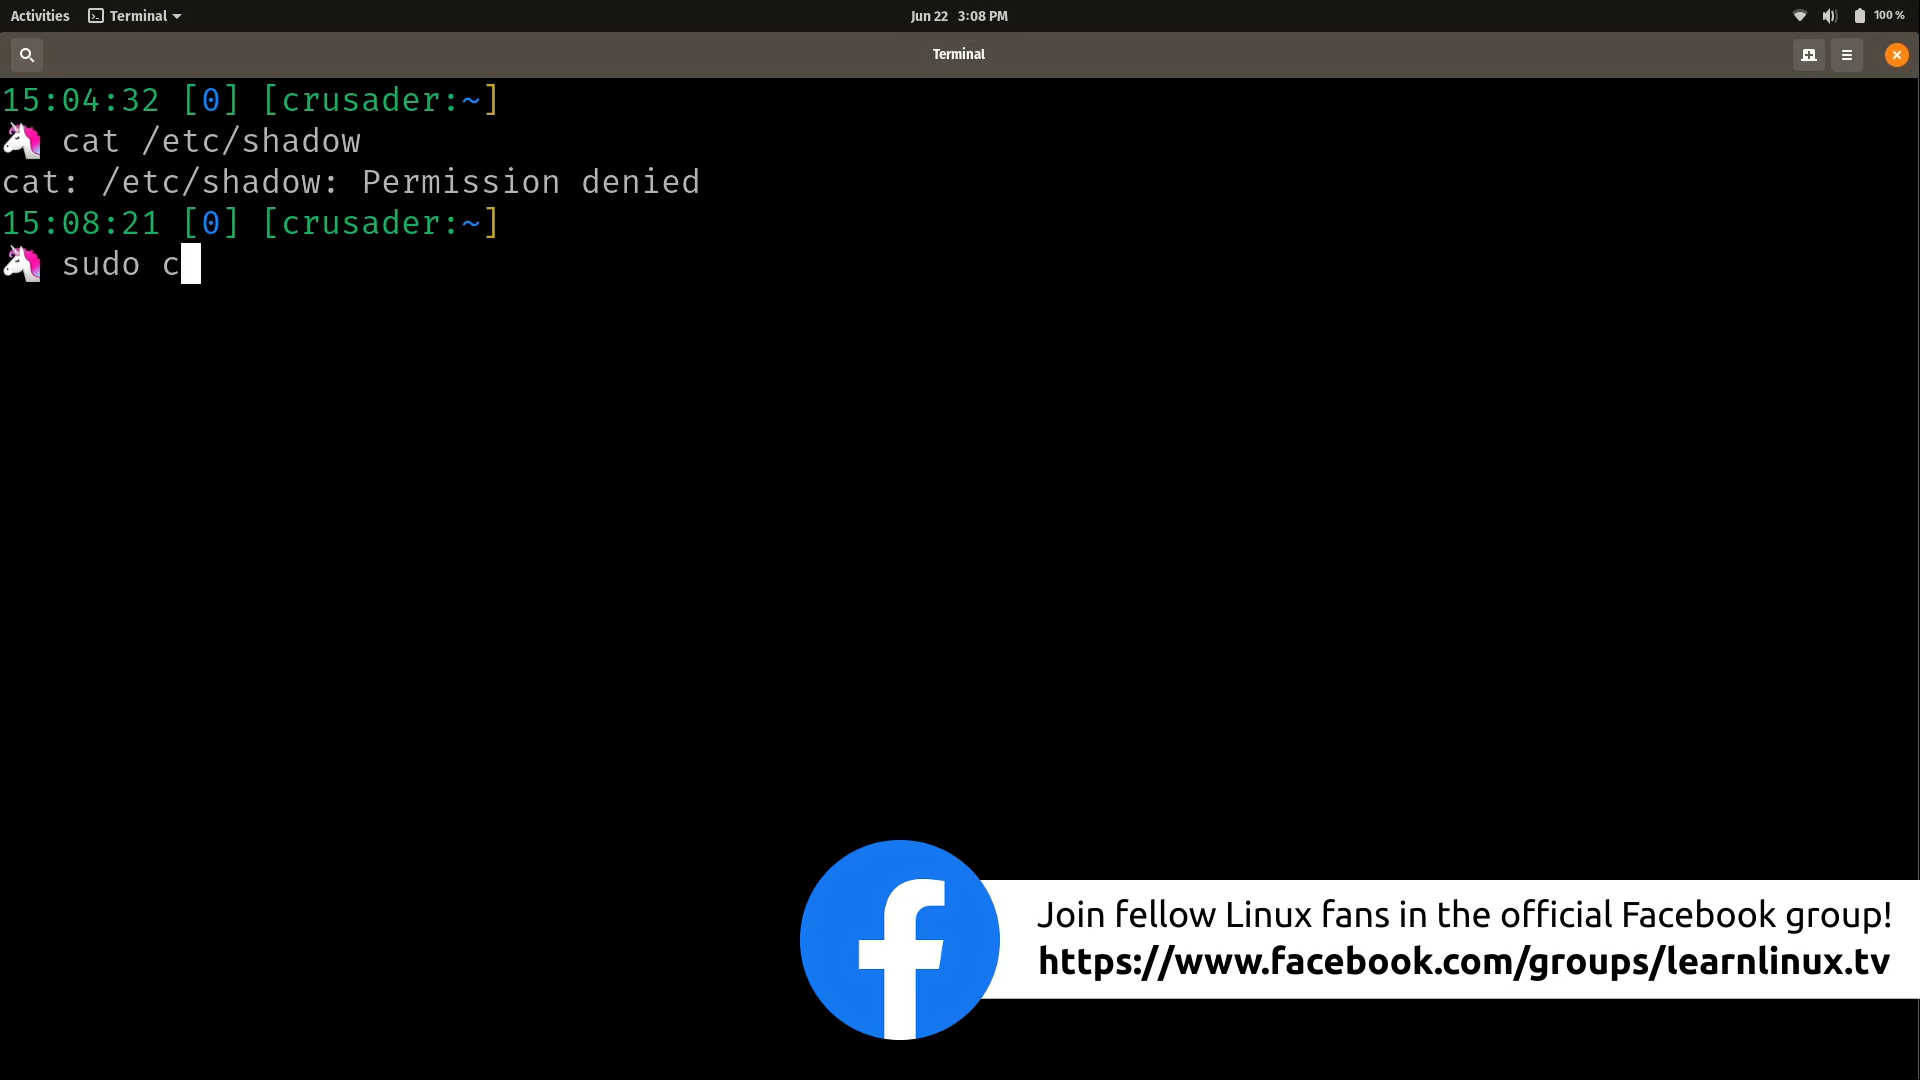 Activities Terminal Jun 22 3:08 PM 100 %
Terminal
15:04:32 [0] [crusader:~]
🦄 cat /etc/shadow
cat: /etc/shadow: Permission denied
15:08:21 [0] [crusader:~]
🦄 sudo c
Join fellow Linux fans in the official Facebook group!
https://www.facebook.com/groups/learnlinux.tv